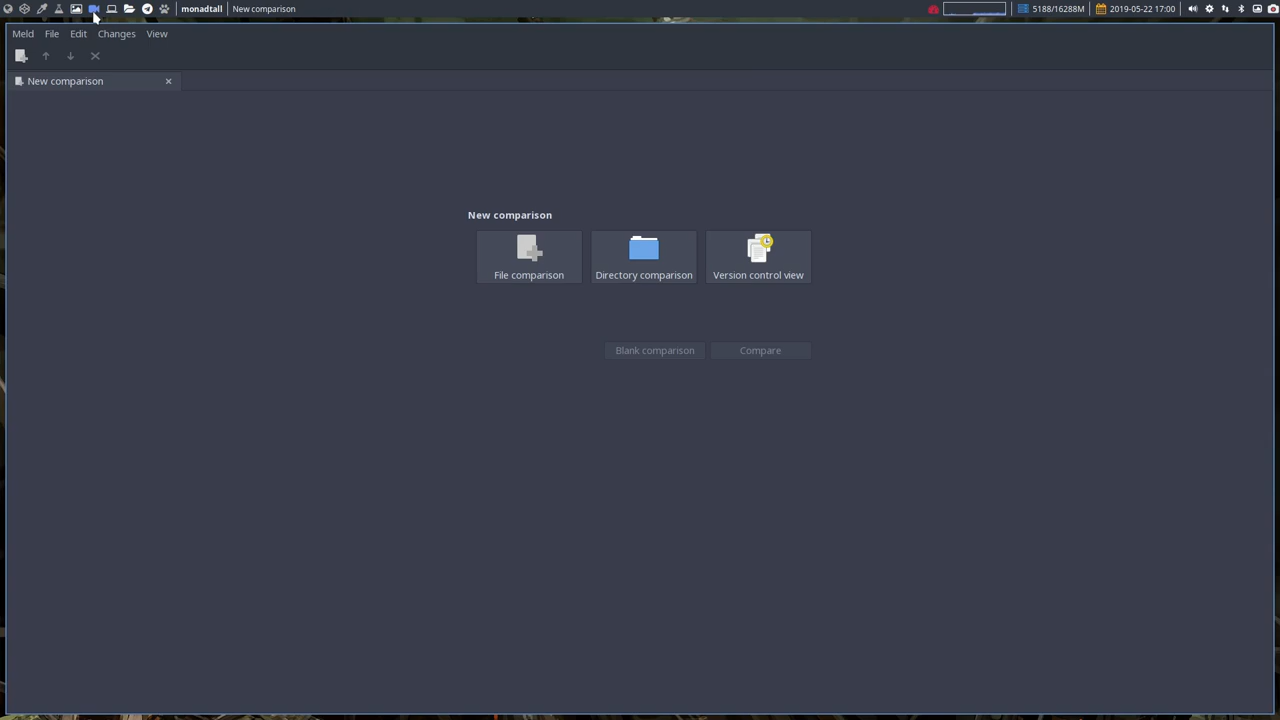 monadtall New comparison 5188/16288M 2019-05-22 17:00
Meld File Edit Changes View
New comparison
New comparison
File comparison Directory comparison Version control view
Blank comparison Compare